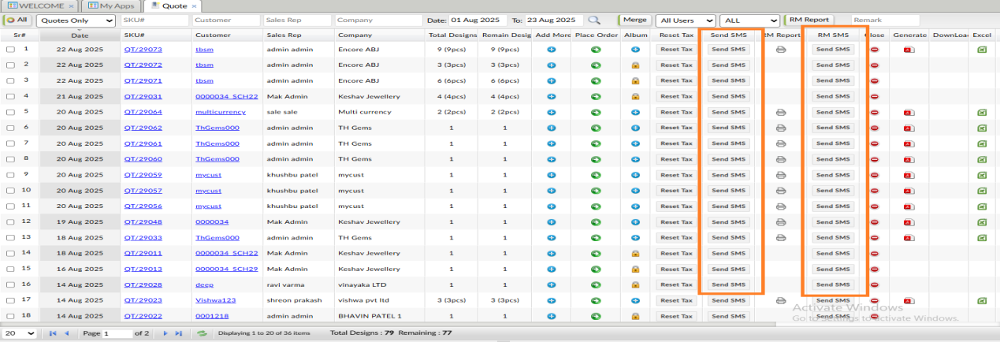 WELCOME × My Apps × Quote ×
All Quotes Only SKU# Customer Sales Rep Company Date: 01 Aug 2025 To: 23 Aug 2025 Merge All Users ALL RM Report Remark
Sr# Date SKU# Customer Sales Rep Company Total Designs Remain Desig Add More Place Order Album Reset Tax Send SMS RM Report RM SMS Close Generate DownLoad Excel
1 22 Aug 2025 QT/29073 tbsm admin admin Encore ABJ 9 (9pcs) 9 (9pcs) Reset Tax Send SMS Send SMS
2 22 Aug 2025 QT/29072 tbsm admin admin Encore ABJ 3 (3pcs) 3 (3pcs) Reset Tax Send SMS Send SMS
3 22 Aug 2025 QT/29071 tbsm admin admin Encore ABJ 6 (6pcs) 6 (6pcs) Reset Tax Send SMS Send SMS
4 21 Aug 2025 QT/29031 0000034_SCH22 Mak Admin Keshav Jewellery 4 (4pcs) 4 (4pcs) Reset Tax Send SMS Send SMS
5 20 Aug 2025 QT/29064 multicurrency sale sale Multi currency 2 (2pcs) 2 (2pcs) Reset Tax Send SMS Send SMS
6 20 Aug 2025 QT/29062 ThGems000 admin admin TH Gems 1 1 Reset Tax Send SMS Send SMS
7 20 Aug 2025 QT/29061 ThGems000 admin admin TH Gems 1 1 Reset Tax Send SMS Send SMS
8 20 Aug 2025 QT/29060 ThGems000 admin admin TH Gems 1 1 Reset Tax Send SMS Send SMS
9 20 Aug 2025 QT/29059 mycust khushbu patel mycust 1 1 Reset Tax Send SMS Send SMS
10 20 Aug 2025 QT/29057 mycust khushbu patel mycust 1 1 Reset Tax Send SMS Send SMS
11 20 Aug 2025 QT/29056 mycust khushbu patel mycust 1 1 Reset Tax Send SMS Send SMS
12 19 Aug 2025 QT/29048 0000034 Mak Admin Keshav Jewellery 1 1 Reset Tax Send SMS Send SMS
13 18 Aug 2025 QT/29033 ThGems000 admin admin TH Gems 1 1 Reset Tax Send SMS Send SMS
14 18 Aug 2025 QT/29011 0000034_SCH22 Mak Admin Keshav Jewellery 1 1 Reset Tax Send SMS Send SMS
15 16 Aug 2025 QT/29013 0000034_SCH29 Mak Admin Keshav Jewellery 1 1 Reset Tax Send SMS Send SMS
16 14 Aug 2025 QT/29028 deep ravi varma vinayaka LTD 1 1 Reset Tax Send SMS Send SMS
17 14 Aug 2025 QT/29023 Vishwa123 shreon prakash vishwa pvt ltd 3 (3pcs) 3 (3pcs) Reset Tax Send SMS Send SMS
18 14 Aug 2025 QT/29022 0001218 admin admin BHAVIN PATEL 1 1 1 Reset Tax Send SMS Send SMS
Activate Windows
Go to Settings to activate Windows.
20 Page 1 of 2 Displaying 1 to 20 of 36 items Total Designs : 79 Remaining : 77